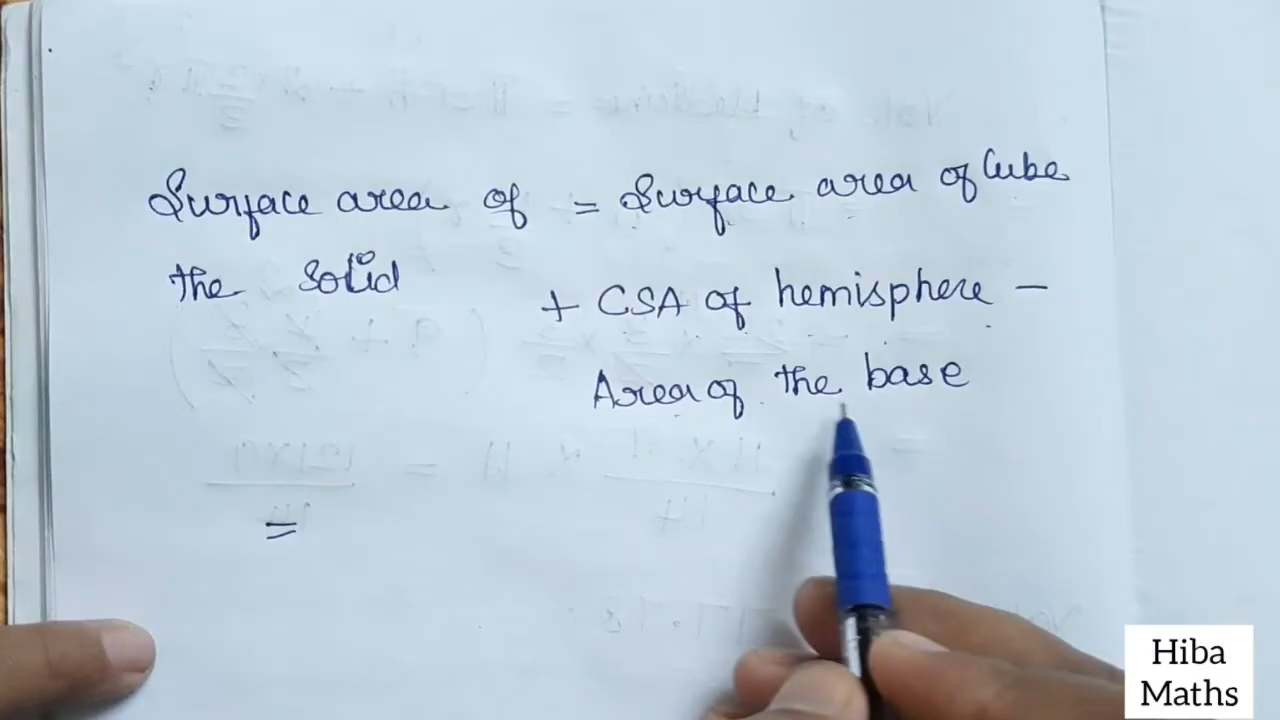 Surface area of = Surface area of Cube
the solid + CSA of hemisphere -
Area of the base
=
Hiba
Maths